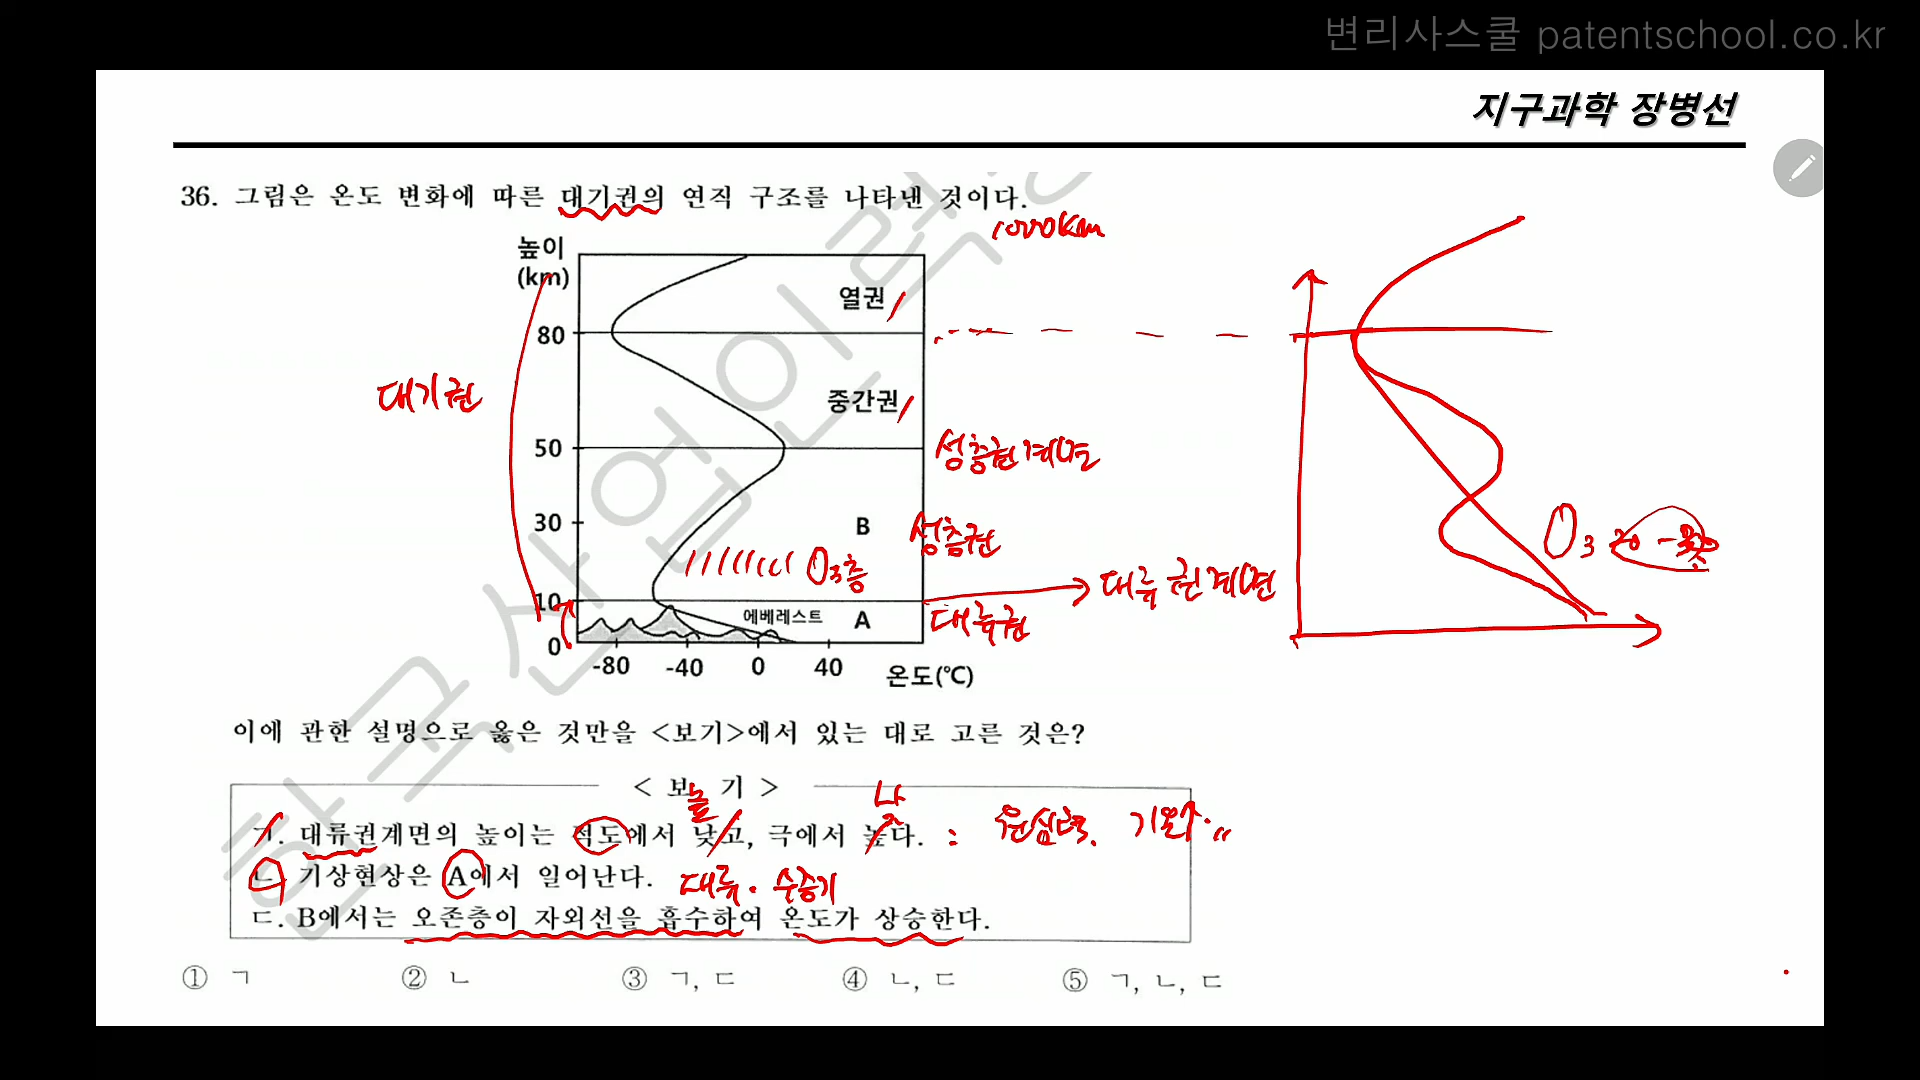 변리사스쿨 patentschool.co.kr
지구과학 장병선
36. 그림은 온도 변화에 따른 대기권의 연직 구조를 나타낸 것이다.
1000km
높이
(km)
열권
80
대기권
중간권
50
성층권계면
30
B
성층권
O₃층
O₃
10
에베레스트
A
대류권
대류권계면
0
-80 -40 0 40 온도(℃)
이에 관한 설명으로 옳은 것만을 <보기>에서 있는 대로 고른 것은?
< 보 기 >
높
낮
ㄱ. 대류권계면의 높이는 적도에서 낮고, 극에서 높다.
ㄴ. 기상현상은 A에서 일어난다. 대류. 수증기
ㄷ. B에서는 오존층이 자외선을 흡수하여 온도가 상승한다.
① ㄱ ② ㄴ ③ ㄱ, ㄷ ④ ㄴ, ㄷ ⑤ ㄱ, ㄴ, ㄷ
한국산업인력